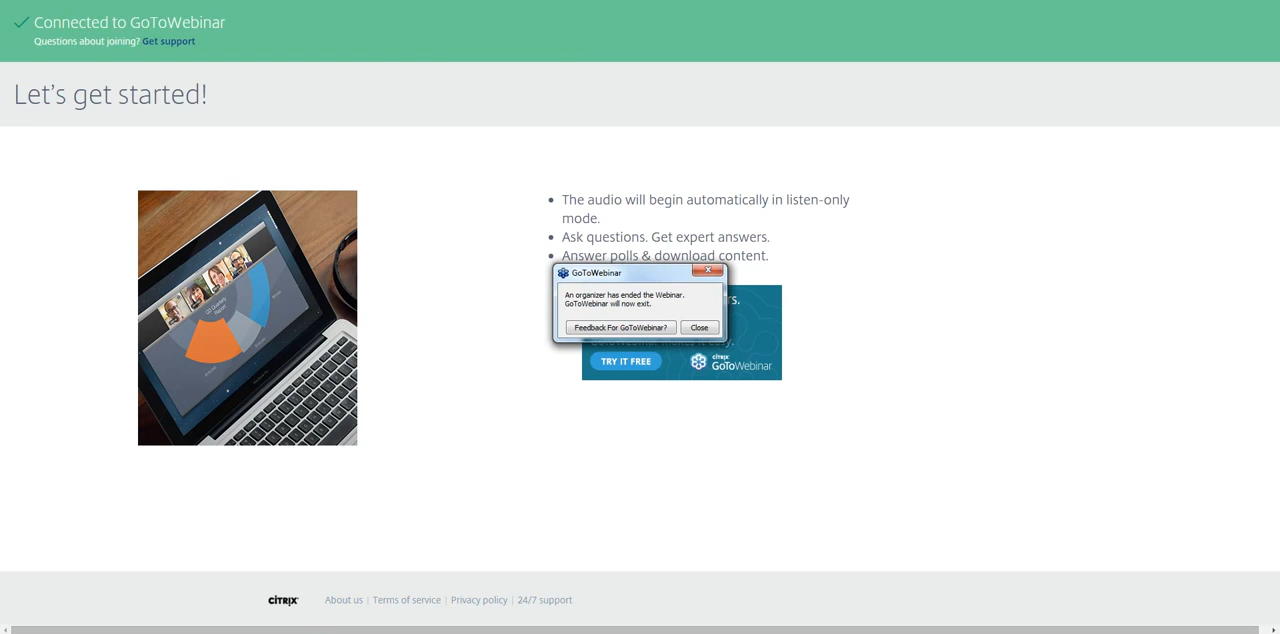 Connected to GoToWebinar
Questions about joining? Get support
Let's get started!
The audio will begin automatically in listen-only
mode.
Ask questions. Get expert answers.
Answer polls & download content.
GoToWebinar
An organizer has ended the Webinar.
GoToWebinar will now exit.
Feedback For GoToWebinar?
Close
TRY IT FREE
CITRIX
GoToWebinar
CITRIX
About us | Terms of service | Privacy policy | 24/7 support